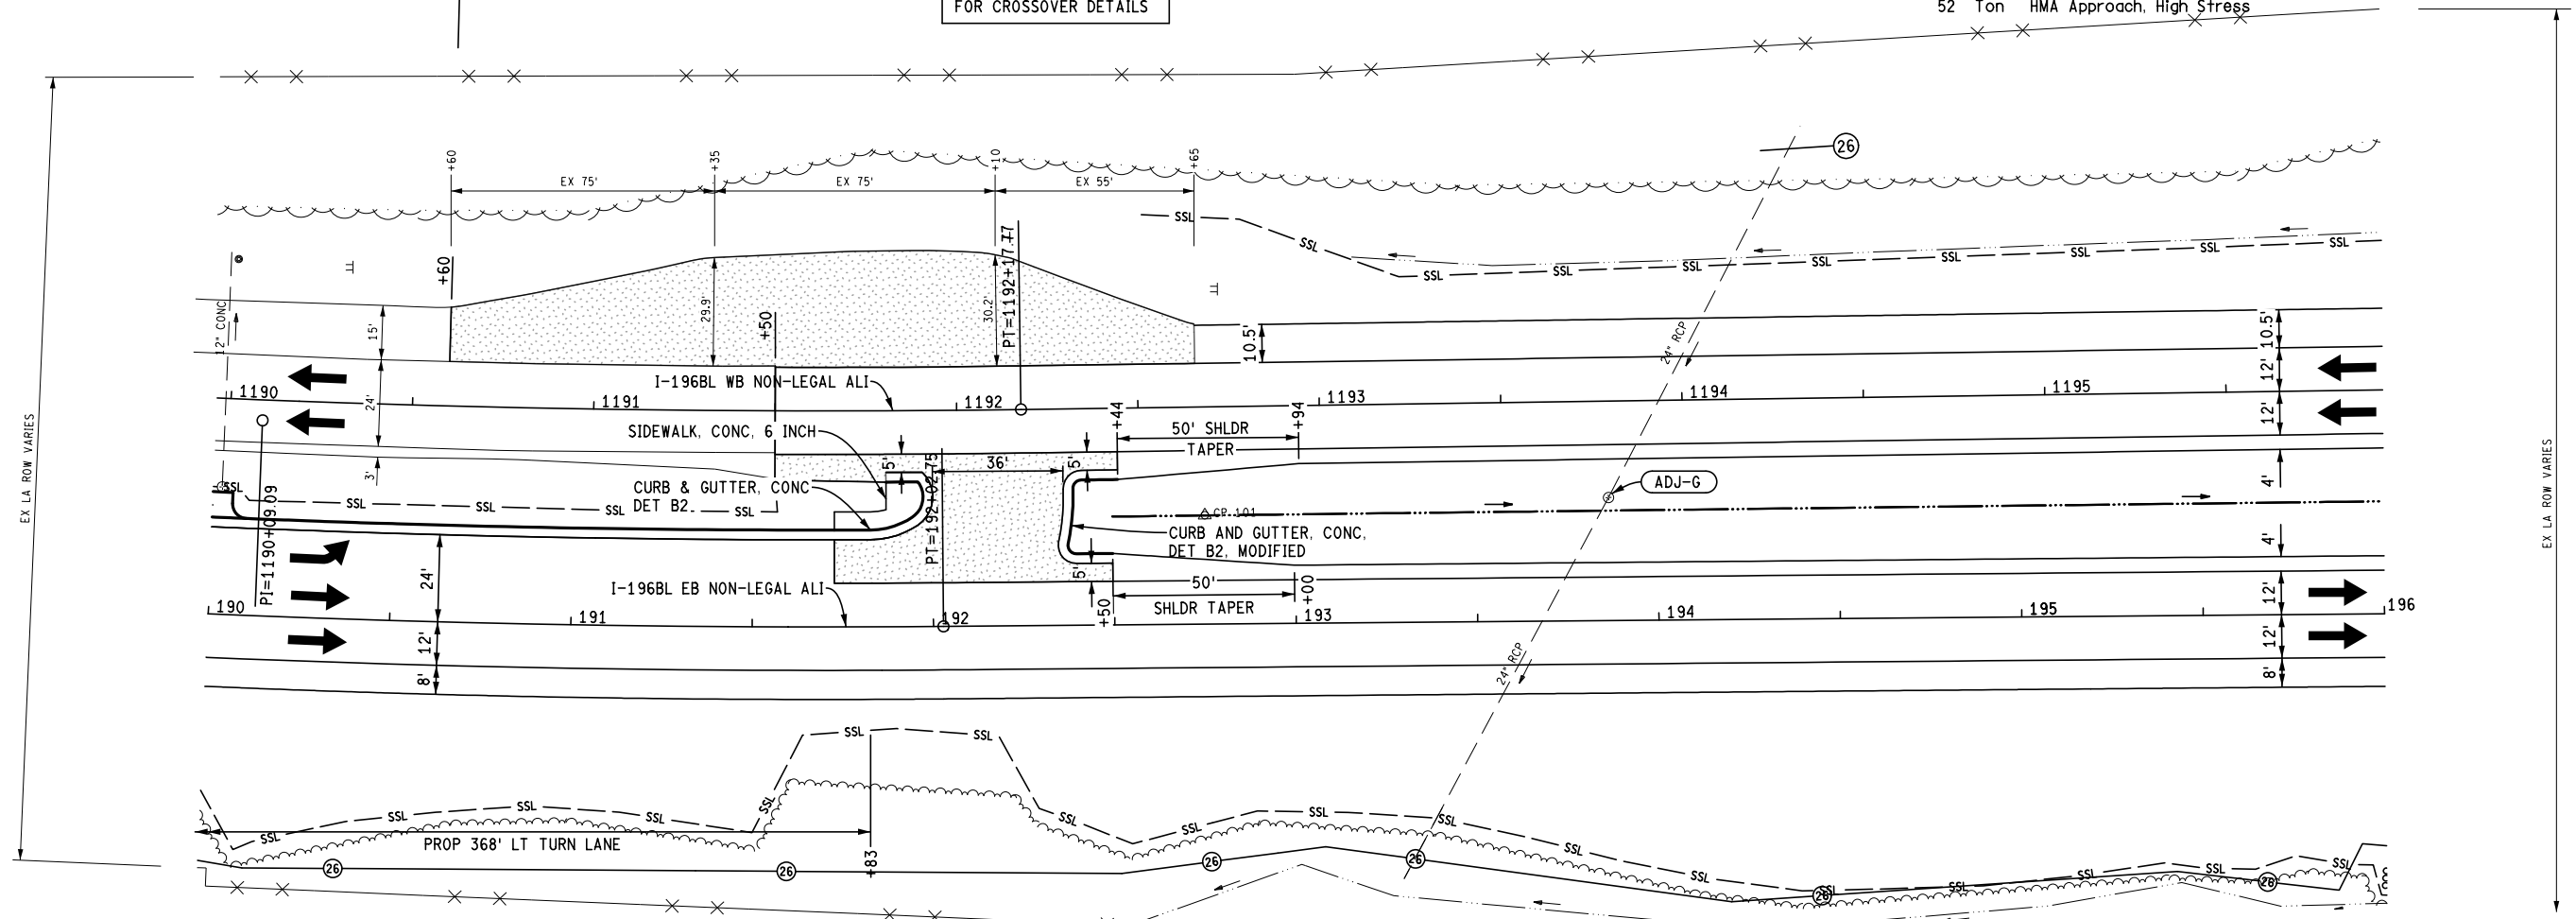 FOR CROSSOVER DETAILS
52 Ton HMA Approach, High Stress
26
+60
+35
+10
+65
EX 75'
EX 75'
EX 55'
SSL
SSL
SSL SSL SSL SSL SSL SSL SSL SSL
EX LA ROW VARIES
EX LA ROW VARIES
+60
+50
PT=1192+17.77
12" CONC
15'
29.9'
30.2'
10.5'
10.5'
24" RCP
I-196BL WB NON-LEGAL ALI
24'
12'
12'
1190
1191
1192
1193
1194
1195
+44
+94
SIDEWALK, CONC, 6 INCH
50' SHLDR
TAPER
3'
5'
36'
5'
CURB & GUTTER, CONC
DET B2
SSL SSL SSL SSL SSL
PI=1190+09.09
PT=192+02.75
ADJ-G
CP 101
CURB AND GUTTER, CONC,
DET B2, MODIFIED
4'
4'
24'
5'
I-196BL EB NON-LEGAL ALI
+50
50'
SHLDR TAPER
+00
12'
12'
190
191
192
193
194
195
196
12'
8'
8'
24" RCP
SSL SSL
SSL
SSL SSL SSL SSL
SSL SSL SSL SSL SSL SSL SSL SSL SSL SSL
PROP 368' LT TURN LANE
+83
26
26
26
26
26
26